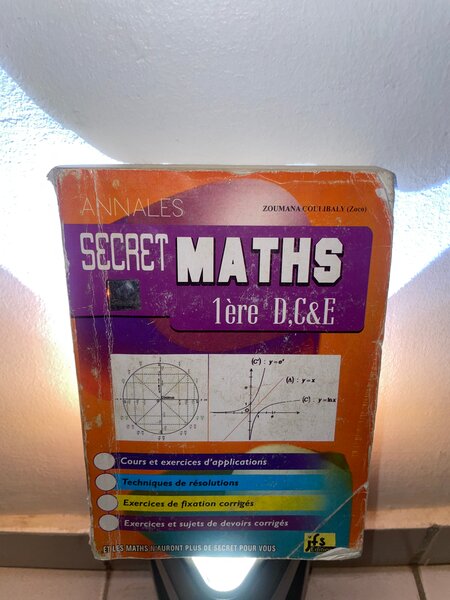 ANNALES
ZOUMANA COULIBALY (Zoco)
SECRET MATHS
1ère D,C&E
(C') : y=eˣ
(Δ) : y=x
(C) : y=lnx
Cours et exercices d'applications
Techniques de résolutions
Exercices de fixation corrigés
Exercices et sujets de devoirs corrigés
...ET LES MATHS N'AURONT PLUS DE SECRET POUR VOUS
jfs